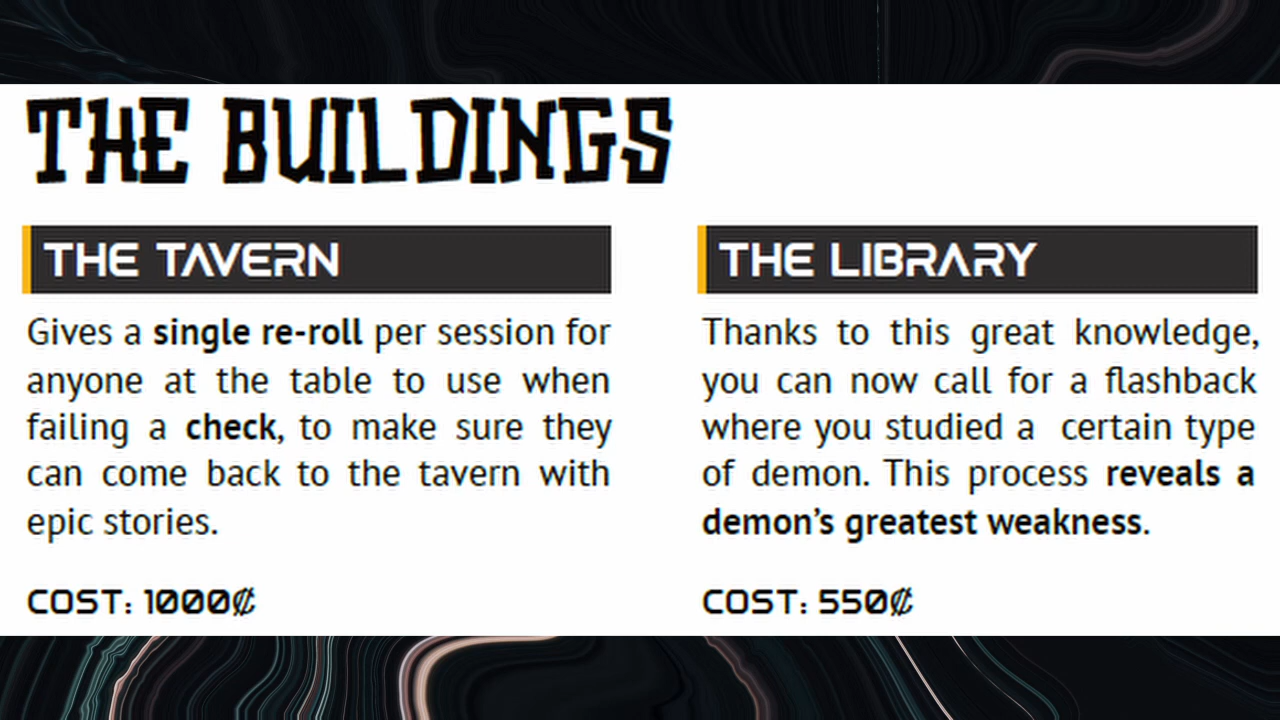 THE BUILDINGS
THE TAVERN
Gives a single re-roll per session for
anyone at the table to use when
failing a check, to make sure they
can come back to the tavern with
epic stories.
COST: 1000₡
THE LIBRARY
Thanks to this great knowledge,
you can now call for a flashback
where you studied a certain type
of demon. This process reveals a
demon's greatest weakness.
COST: 550₡